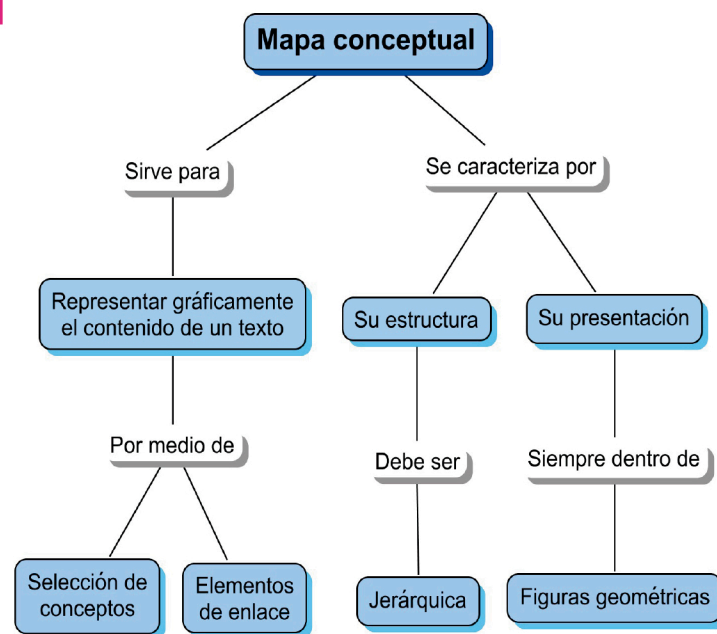 Mapa conceptual
Sirve para
Se caracteriza por
Representar gráficamente
el contenido de un texto
Su estructura
Su presentación
Por medio de
Debe ser
Siempre dentro de
Selección de
conceptos
Elementos
de enlace
Jerárquica
Figuras geométricas